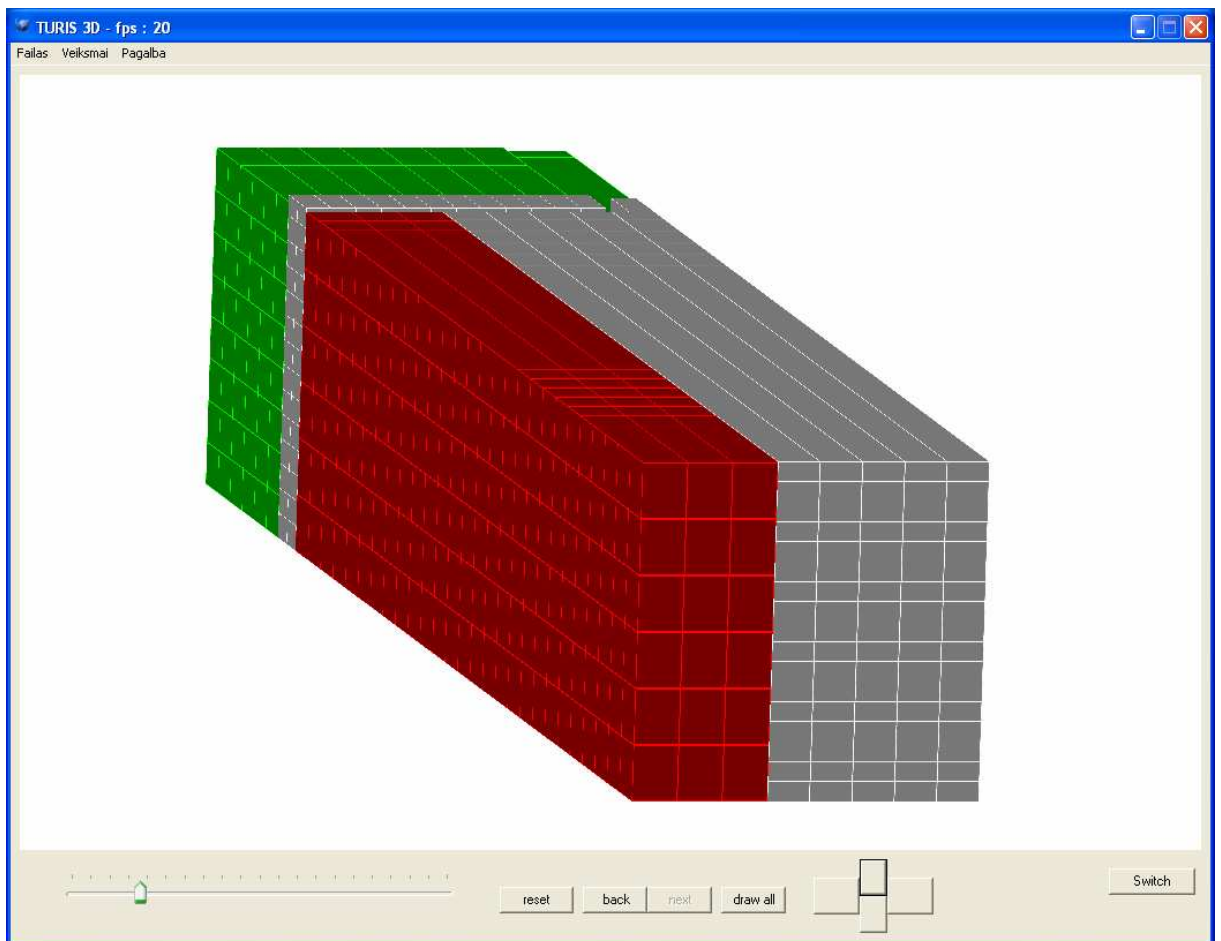 TURIS 3D - fps : 20
Failas Veiksmai Pagalba
reset back next draw all
Switch